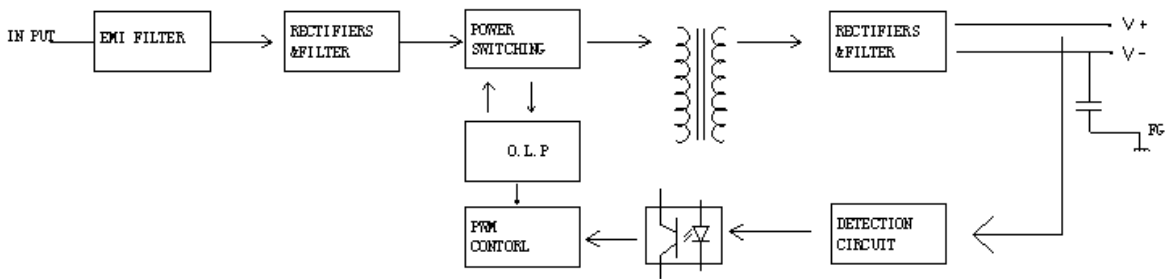 IN PUT
EMI FILTER
RECTIFIERS
&FILTER
POWER
SWITCHING
RECTIFIERS
&FILTER
V+
V-
FG
O.L.P
PWM
CONTORL
DETECTION
CIRCUIT